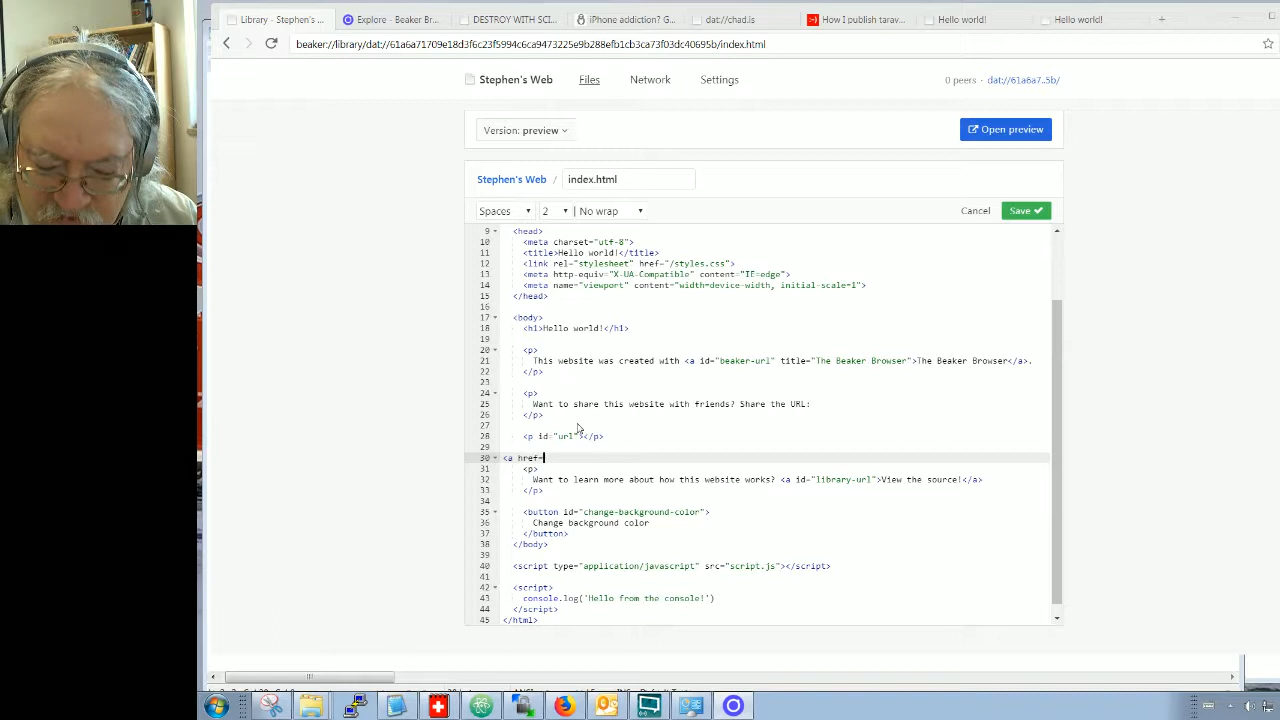 Library - Stephen's ...
Explore - Beaker Br...
DESTROY WITH SCI...
iPhone addiction? G...
dat://chad.is
How I publish tarav...
Hello world!
Hello world!
beaker://library/dat://61a6a71709e18d3f6c23f5994c6ca9473225e9b288efb1cb3ca73f03dc40695b/index.html
Stephen's Web
Files
Network
Settings
0 peers · dat://61a6a7..5b/
Version: preview
Open preview
Stephen's Web / index.html
Spaces 2 | No wrap
Cancel
Save
9 <head>
10 <meta charset="utf-8">
11 <title>Hello world!</title>
12 <link rel="stylesheet" href="/styles.css">
13 <meta http-equiv="X-UA-Compatible" content="IE=edge">
14 <meta name="viewport" content="width=device-width, initial-scale=1">
15 </head>
16
17 <body>
18 <h1>Hello world!</h1>
19
20 <p>
21 This website was created with <a id="beaker-url" title="The Beaker Browser">The Beaker Browser</a>.
22 </p>
23
24 <p>
25 Want to share this website with friends? Share the URL:
26 </p>
27
28 <p id="url"></p>
29
30 <a href=
31 <p>
32 Want to learn more about how this website works? <a id="library-url">View the source!</a>
33 </p>
34
35 <button id="change-background-color">
36 Change background color
37 </button>
38 </body>
39
40 <script type="application/javascript" src="script.js"></script>
41
42 <script>
43 console.log('Hello from the console!')
44 </script>
45 </html>